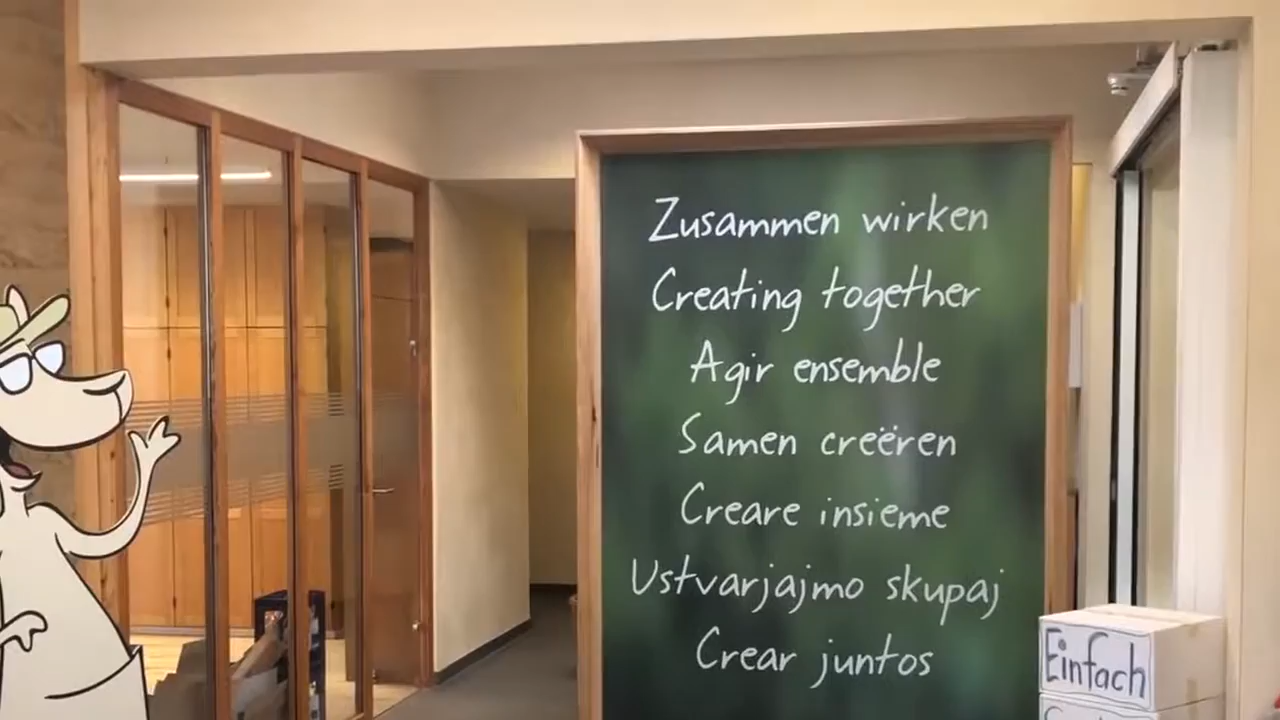 Zusammen wirken
Creating together
Agir ensemble
Samen creëren
Creare insieme
Ustvarjajmo skupaj
Crear juntos
Einfach